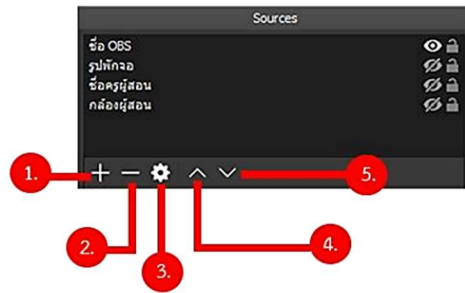 Sources
ชื่อ OBS
รูปพักจอ
ชื่อครูผู้สอน
กล้องผู้สอน
1.
5.
2.
4.
3.